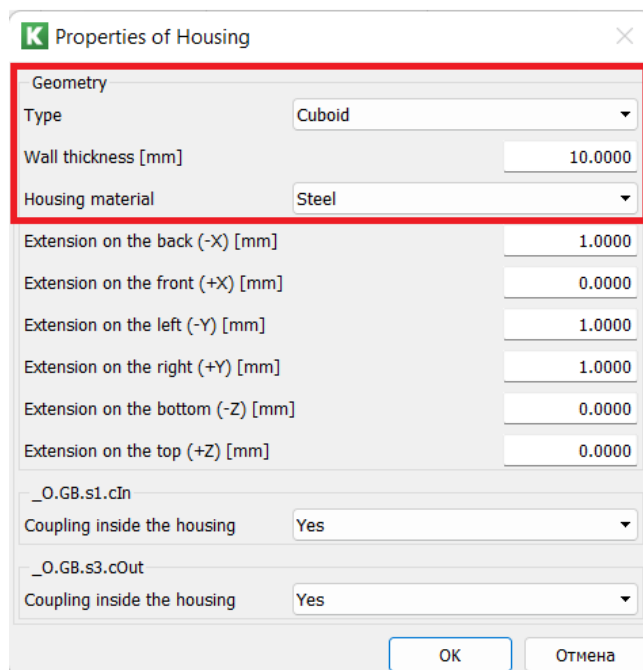 K Properties of Housing
Geometry
Type Cuboid
Wall thickness [mm] 10.0000
Housing material Steel
Extension on the back (-X) [mm] 1.0000
Extension on the front (+X) [mm] 0.0000
Extension on the left (-Y) [mm] 1.0000
Extension on the right (+Y) [mm] 1.0000
Extension on the bottom (-Z) [mm] 0.0000
Extension on the top (+Z) [mm] 0.0000
_O.GB.s1.cIn
Coupling inside the housing Yes
_O.GB.s3.cOut
Coupling inside the housing Yes
OK Отмена